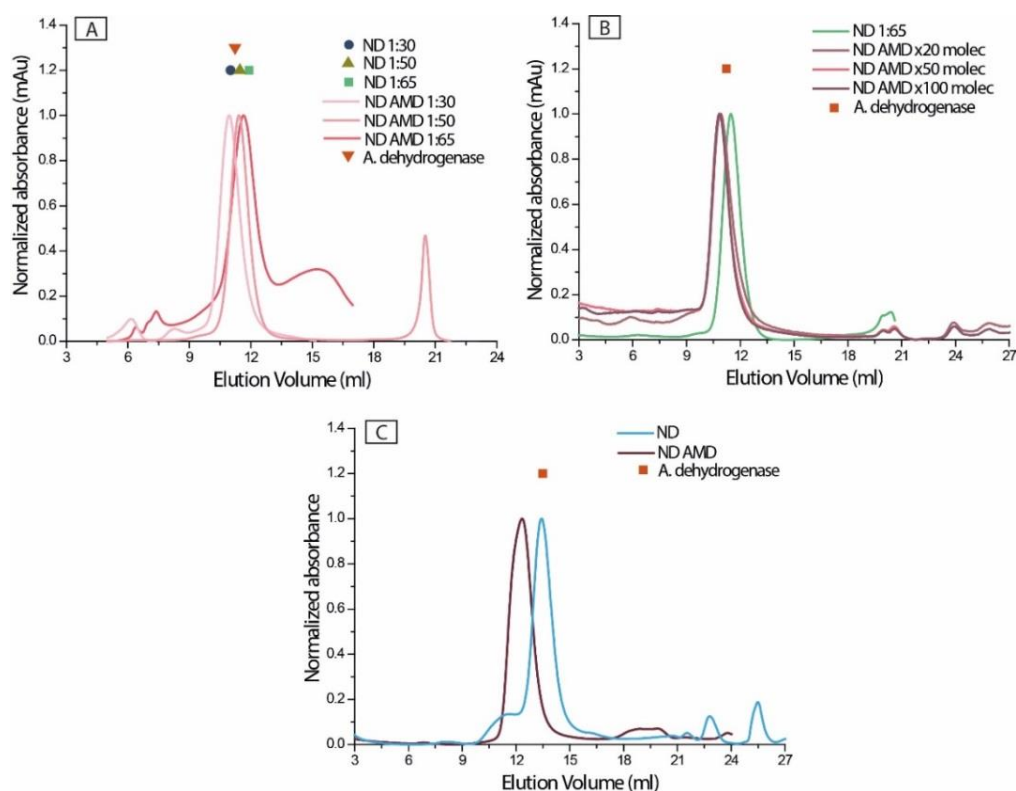 A
Normalized absorbance (mAu)
1.4
1.2
1.0
0.8
0.6
0.4
0.2
0.0
ND 1:30
ND 1:50
ND 1:65
ND AMD 1:30
ND AMD 1:50
ND AMD 1:65
A. dehydrogenase
3 6 9 12 15 18 21 24
Elution Volume (ml)
B
Normalized absorbance (mAu)
1.4
1.2
1.0
0.8
0.6
0.4
0.2
0.0
ND 1:65
ND AMD x20 molec
ND AMD x50 molec
ND AMD x100 molec
A. dehydrogenase
3 6 9 12 15 18 21 24 27
Elution Volume (ml)
C
Normalized absorbance
1.4
1.2
1.0
0.8
0.6
0.4
0.2
0.0
ND
ND AMD
A. dehydrogenase
3 6 9 12 15 18 21 24 27
Elution Volume (ml)